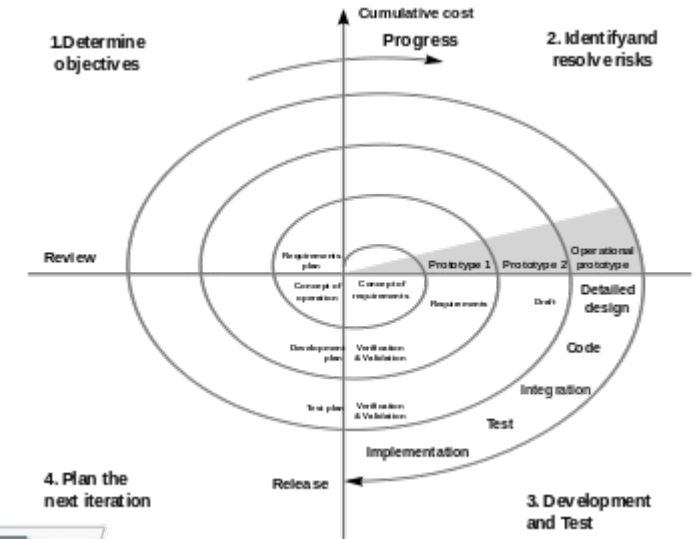 Cumulative cost
Progress
1.Determine
objectives
2. Identify and
resolve risks
Review
Requirements
plan
Prototype 1
Prototype 2
Operational
prototype
Concept of
operation
Concept of
requirements
Requirements
Draft
Detailed
design
Development
plan
Verification
& Validation
Code
Integration
Test plan
Verification
& Validation
Test
Implementation
Release
4. Plan the
next iteration
3. Development
and Test